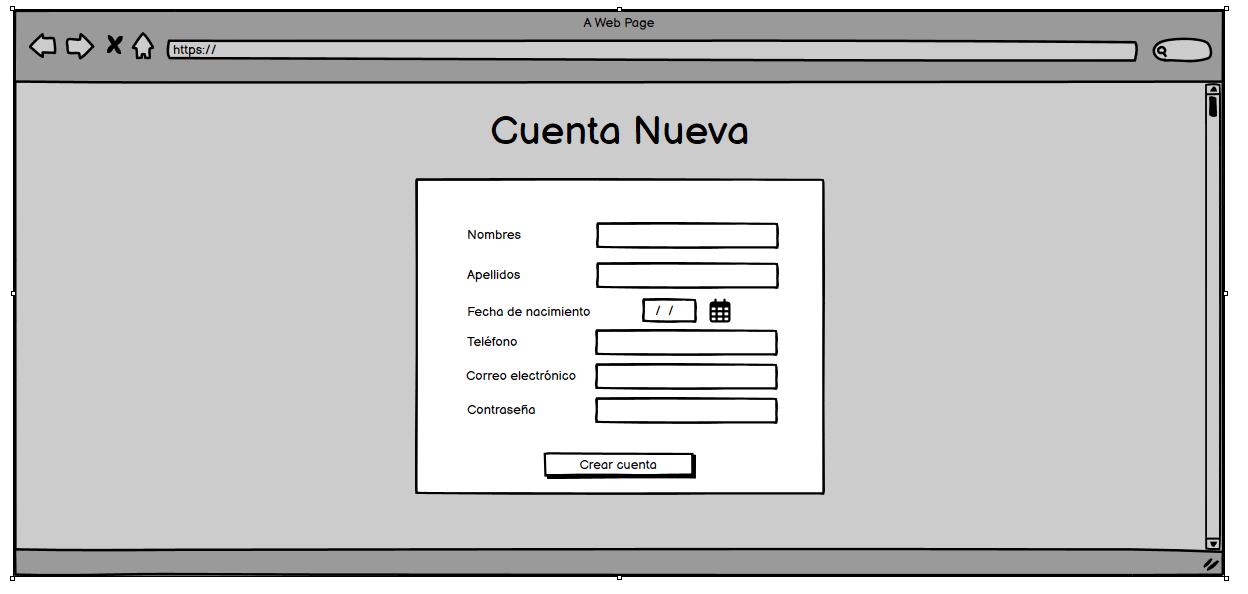 A Web Page
https://
Cuenta Nueva
Nombres
Apellidos
Fecha de nacimiento / /
Teléfono
Correo electrónico
Contraseña
Crear cuenta